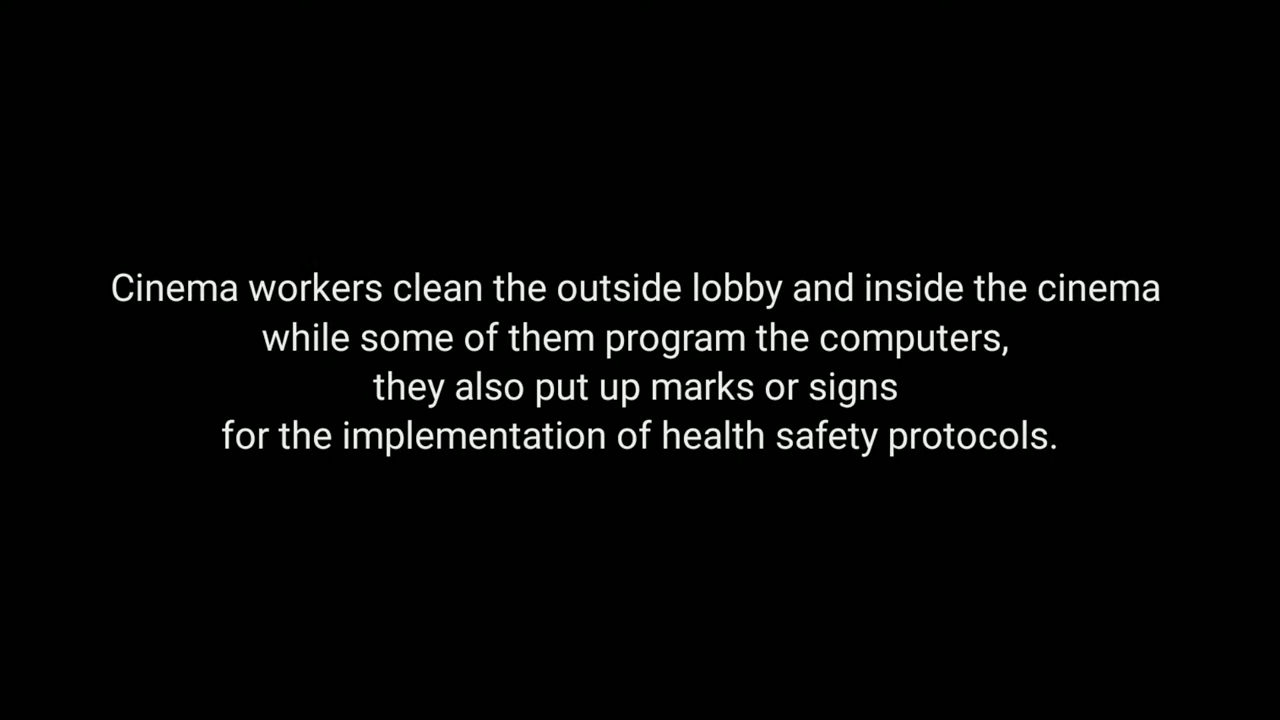 Cinema workers clean the outside lobby and inside the cinema
while some of them program the computers,
they also put up marks or signs
for the implementation of health safety protocols.